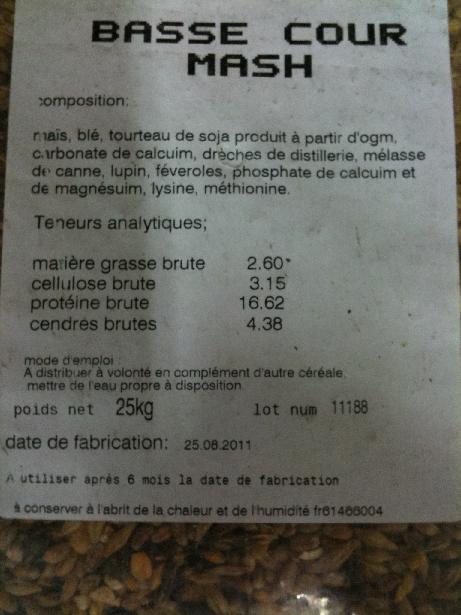 BASSE COUR
MASH
composition:
maïs, blé, tourteau de soja produit à partir d'ogm,
carbonate de calcuim, drèches de distillerie, mélasse
de canne, lupin, féveroles, phosphate de calcuim et
de magnésuim, lysine, méthionine.
Teneurs analytiques;
matière grasse brute 2.60
cellulose brute 3.15
protéine brute 16.62
cendres brutes 4.38
mode d'emploi :
A distribuer à volonté en complément d'autre céréale,
mettre de l'eau propre à disposition.
poids net 25kg lot num 11188
date de fabrication: 25.08.2011
A utiliser aprés 6 mois la date de fabrication
à conserver à l'abrit de la chaleur et de l'humidité fr61466004